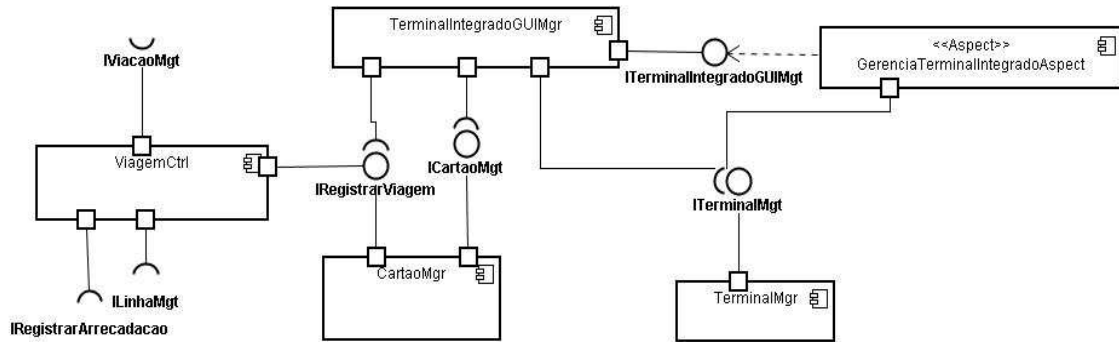 TerminalIntegradoGUIMgr
<<Aspect>>
GerenciaTerminalIntegradoAspect
IViacaoMgt
ITerminalIntegradoGUIMgt
ViagemCtrl
ICartaoMgt
IRegistrarViagem
ITerminalMgt
CartaoMgr
TerminalMgr
ILinhaMgt
IRegistrarArrecadacao